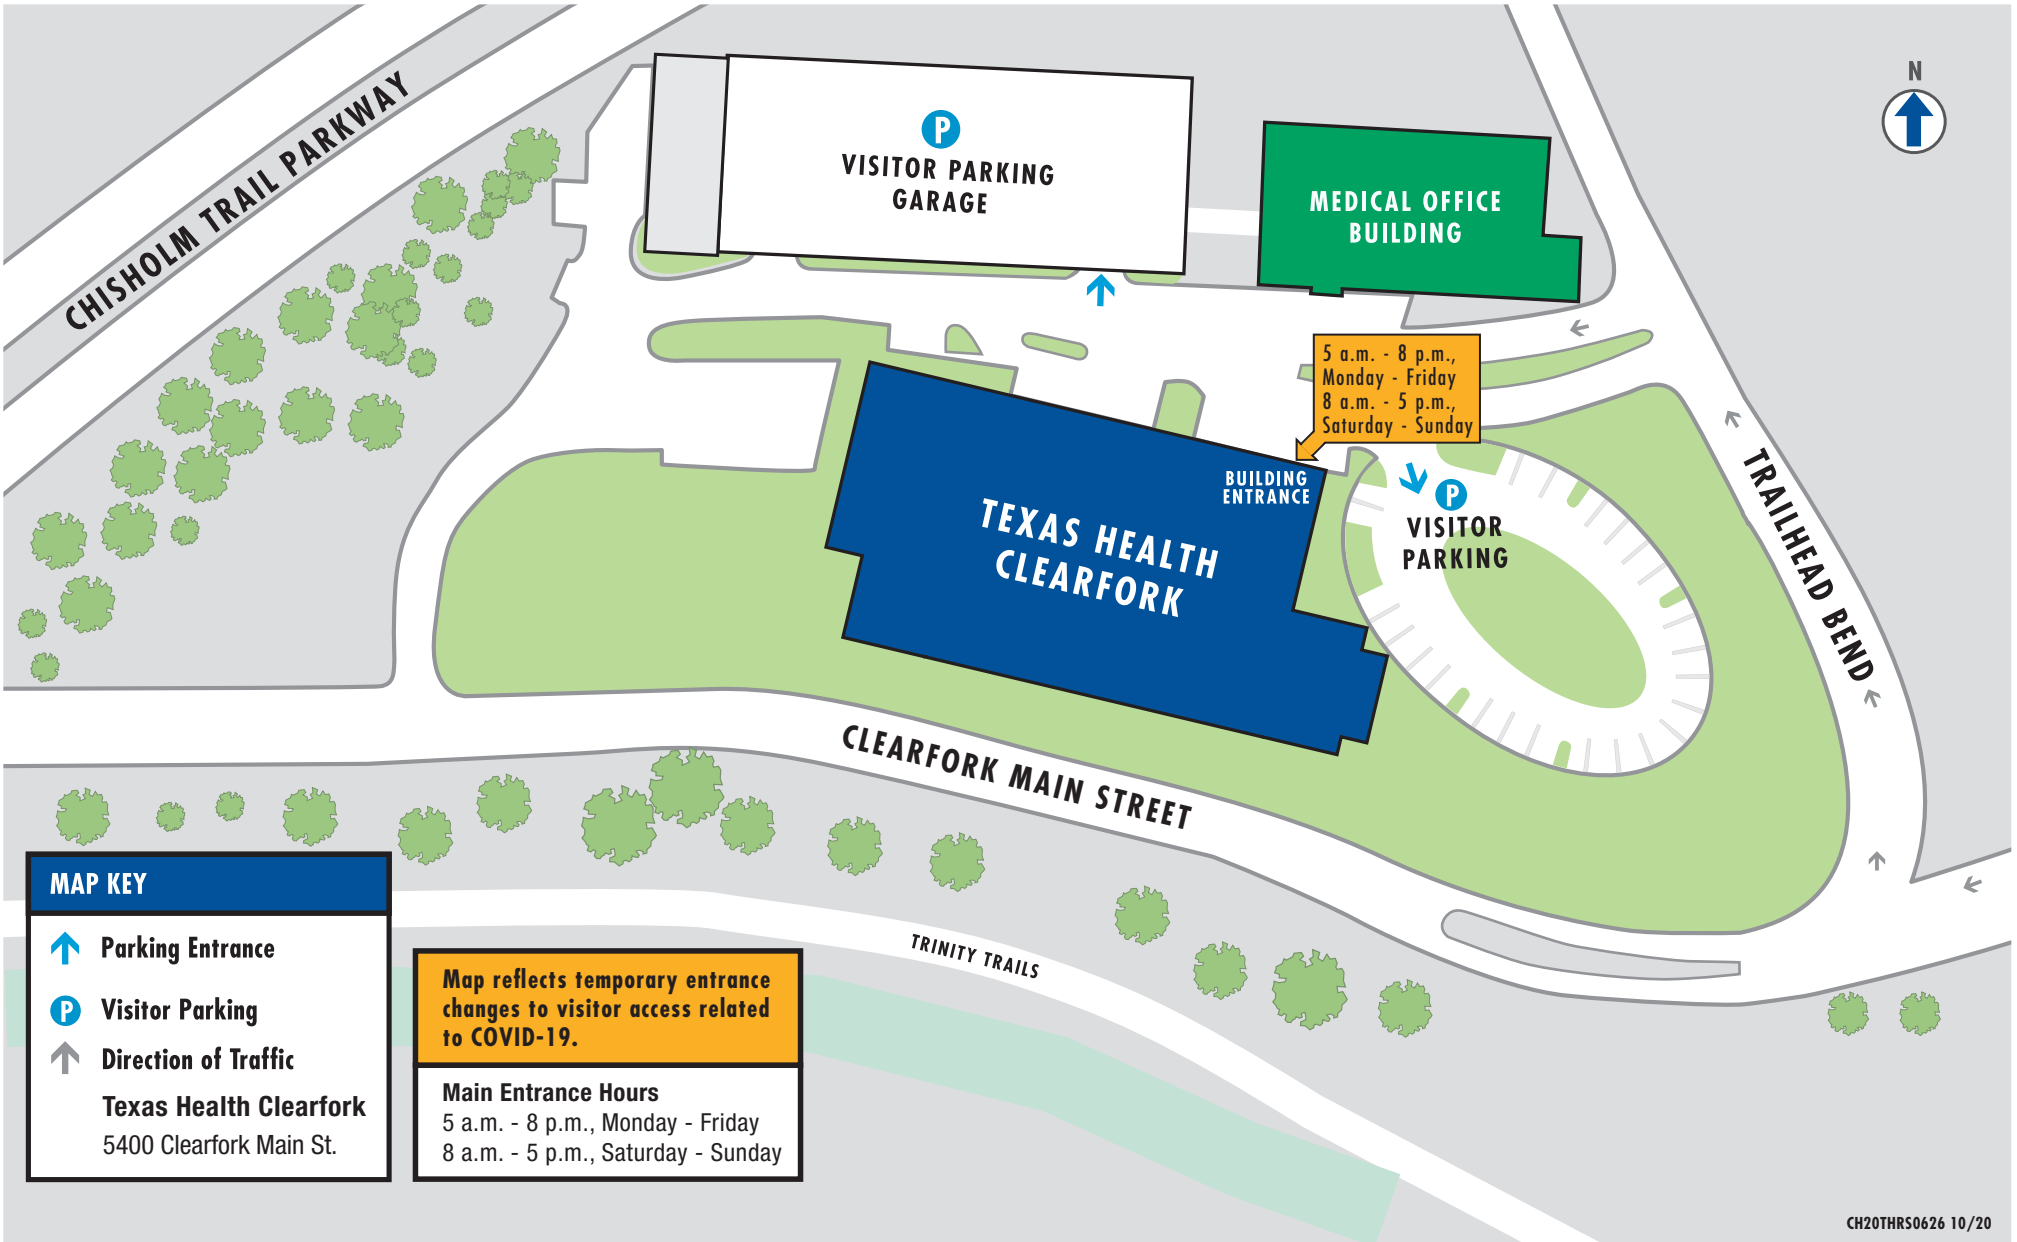 N
CHISHOLM TRAIL PARKWAY
P
VISITOR PARKING
GARAGE
MEDICAL OFFICE
BUILDING
5 a.m. - 8 p.m.,
Monday - Friday
8 a.m. - 5 p.m.,
Saturday - Sunday
BUILDING
ENTRANCE
TEXAS HEALTH
CLEARFORK
P
VISITOR
PARKING
TRAILHEAD BEND
CLEARFORK MAIN STREET
TRINITY TRAILS
MAP KEY
Parking Entrance
P Visitor Parking
Direction of Traffic
Texas Health Clearfork
5400 Clearfork Main St.
Map reflects temporary entrance
changes to visitor access related
to COVID-19.
Main Entrance Hours
5 a.m. - 8 p.m., Monday - Friday
8 a.m. - 5 p.m., Saturday - Sunday
CH20THRS0626 10/20